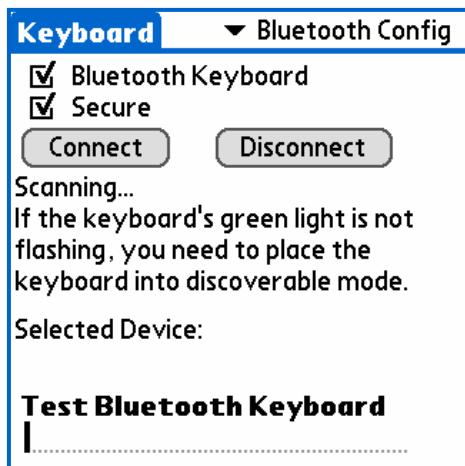 Keyboard
Bluetooth Config
Bluetooth Keyboard
Secure
Connect Disconnect
Scanning...
If the keyboard's green light is not
flashing, you need to place the
keyboard into discoverable mode.
Selected Device:
Test Bluetooth Keyboard